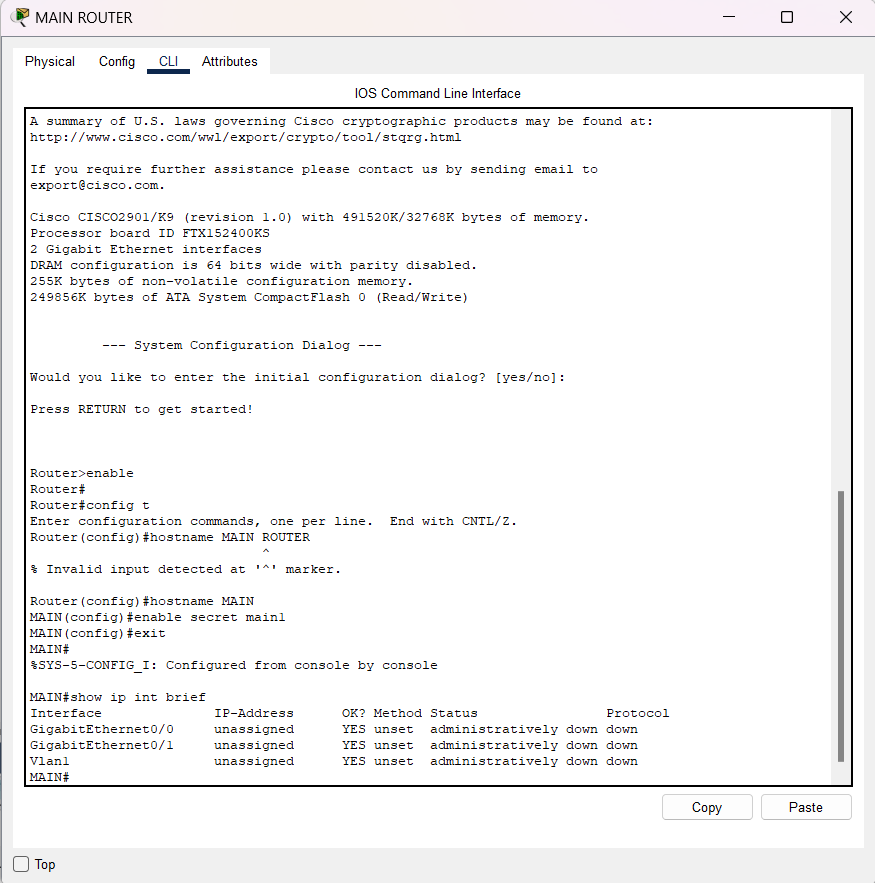 MAIN ROUTER
Physical Config CLI Attributes
IOS Command Line Interface
A summary of U.S. laws governing Cisco cryptographic products may be found at:
http://www.cisco.com/wwl/export/crypto/tool/stqrg.html
If you require further assistance please contact us by sending email to
export@cisco.com.
Cisco CISCO2901/K9 (revision 1.0) with 491520K/32768K bytes of memory.
Processor board ID FTX152400KS
2 Gigabit Ethernet interfaces
DRAM configuration is 64 bits wide with parity disabled.
255K bytes of non-volatile configuration memory.
249856K bytes of ATA System CompactFlash 0 (Read/Write)
--- System Configuration Dialog ---
Would you like to enter the initial configuration dialog? [yes/no]:
Press RETURN to get started!
Router>enable
Router#
Router#config t
Enter configuration commands, one per line.  End with CNTL/Z.
Router(config)#hostname MAIN ROUTER
^
% Invalid input detected at '^' marker.
Router(config)#hostname MAIN
MAIN(config)#enable secret main1
MAIN(config)#exit
MAIN#
%SYS-5-CONFIG_I: Configured from console by console
MAIN#show ip int brief
Interface              IP-Address      OK? Method Status                Protocol
GigabitEthernet0/0     unassigned      YES unset  administratively down down
GigabitEthernet0/1     unassigned      YES unset  administratively down down
Vlan1                  unassigned      YES unset  administratively down down
MAIN#
Copy Paste
Top